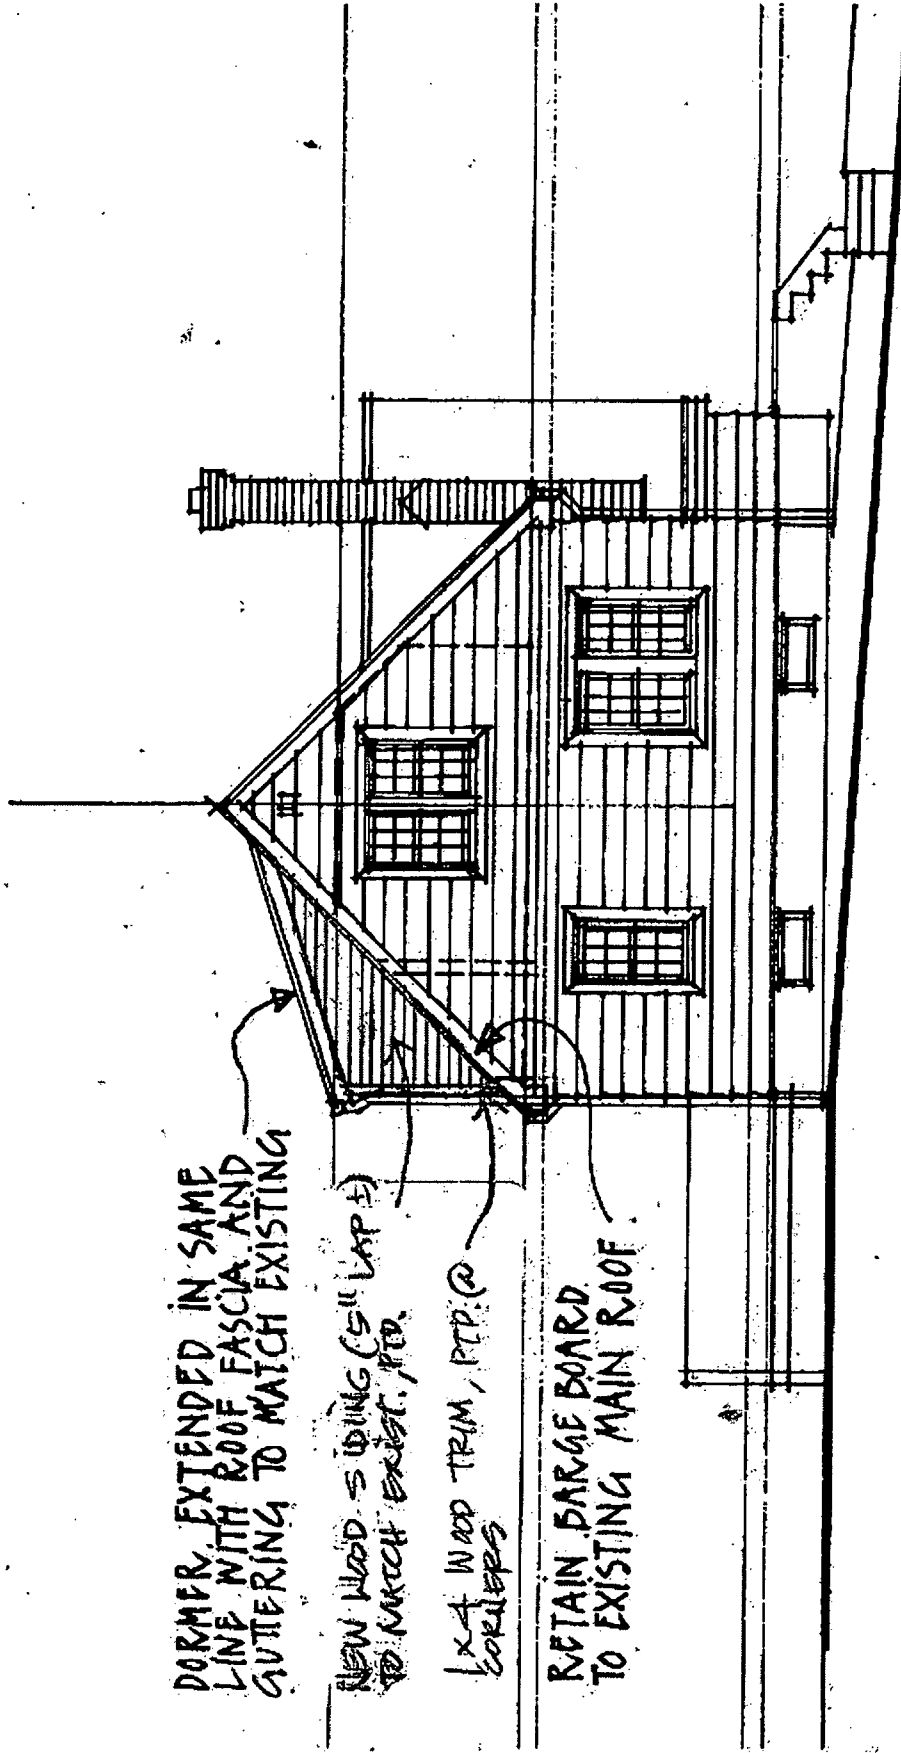 DORMER EXTENDED IN SAME
LINE WITH ROOF FASCIA AND
GUTTERING TO MATCH EXISTING
NEW WOOD SIDING (5" LAP ±)
TO MATCH EXIST., PTD.
1x4 WOOD TRIM, PTD. @
CORNERS
RETAIN BARGE BOARD
TO EXISTING MAIN ROOF